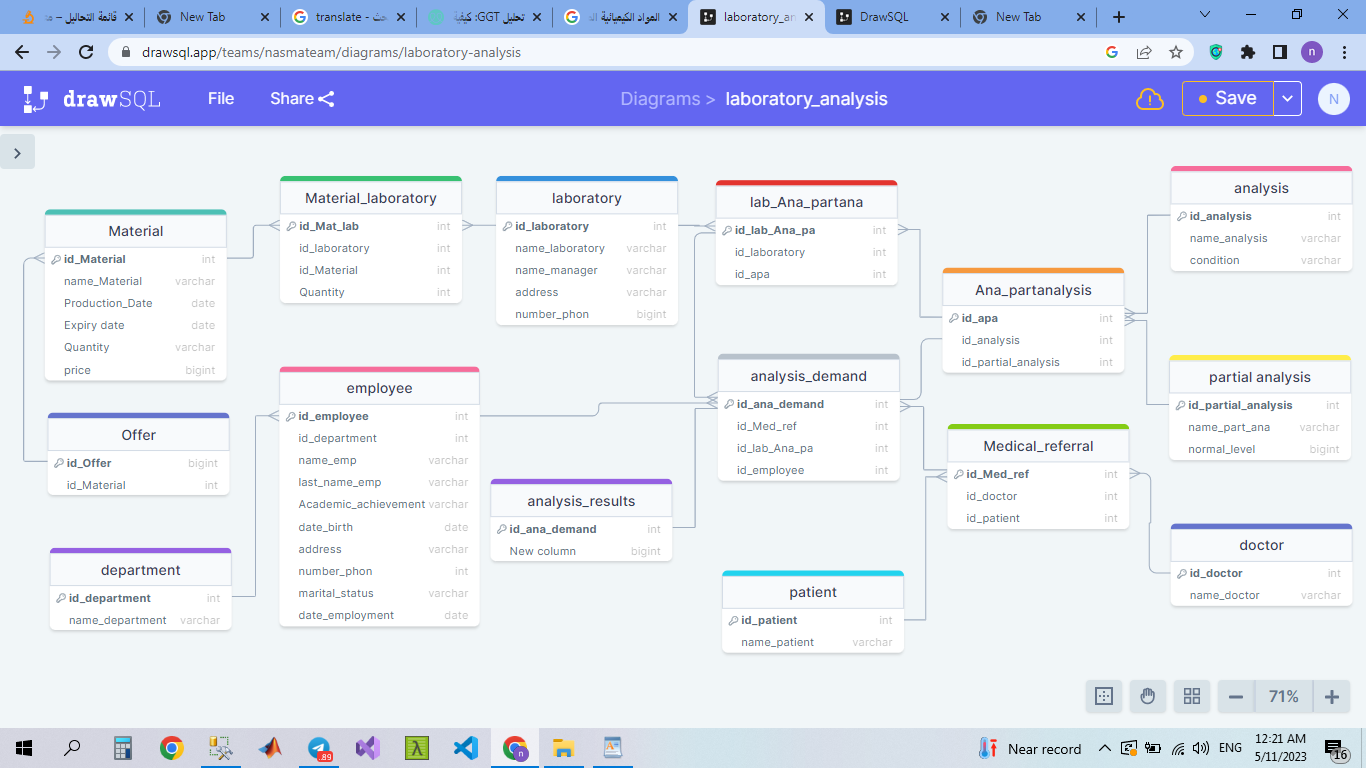 قائمة التحاليل – مد
New Tab
translate - حث
تحليل GGT: كيفية
المواد الكيميائية الم
laboratory_an
DrawSQL
New Tab
drawsql.app/teams/nasmateam/diagrams/laboratory-analysis
n
drawSQL
File
Share
Diagrams >
laboratory_analysis
Save
N
Material
id_Material int
name_Material varchar
Production_Date date
Expiry date date
Quantity varchar
price bigint
Offer
id_Offer bigint
id_Material int
department
id_department int
name_department varchar
Material_laboratory
id_Mat_lab int
id_laboratory int
id_Material int
Quantity int
employee
id_employee int
id_department int
name_emp varchar
last_name_emp varchar
Academic_achievement varchar
date_birth date
address varchar
number_phon int
marital_status varchar
date_employment date
laboratory
id_laboratory int
name_laboratory varchar
name_manager varchar
address varchar
number_phon bigint
analysis_results
id_ana_demand int
New column bigint
lab_Ana_partana
id_lab_Ana_pa int
id_laboratory int
id_apa int
analysis_demand
id_ana_demand int
id_Med_ref int
id_lab_Ana_pa int
id_employee int
patient
id_patient int
name_patient varchar
Ana_partanalysis
id_apa int
id_analysis int
id_partial_analysis int
Medical_referral
id_Med_ref int
id_doctor int
id_patient int
analysis
id_analysis int
name_analysis varchar
condition varchar
partial analysis
id_partial_analysis int
name_part_ana varchar
normal_level bigint
doctor
id_doctor int
name_doctor varchar
71%
.89
n
Near record
ENG
12:21 AM
5/11/2023
16